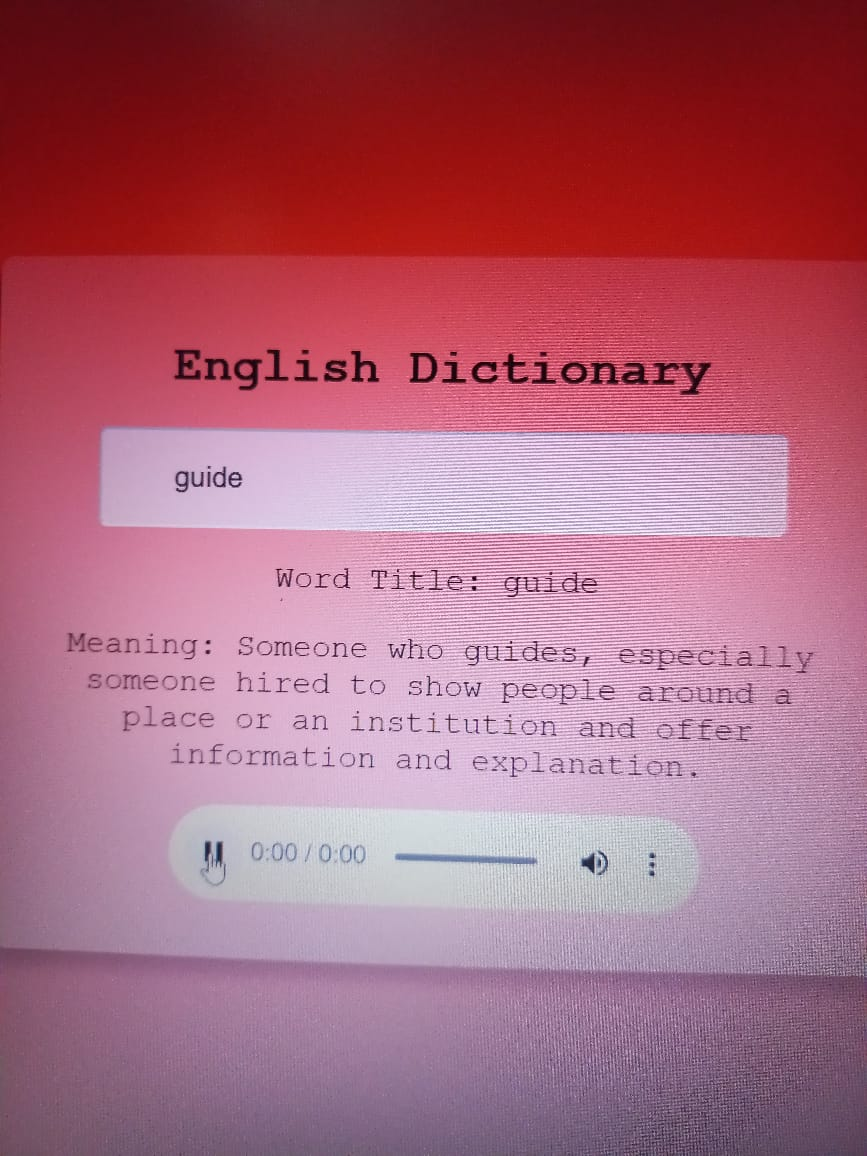 English Dictionary
guide
Word Title: guide
Meaning: Someone who guides, especially
someone hired to show people around a
place or an institution and offer
information and explanation.
0:00 / 0:00